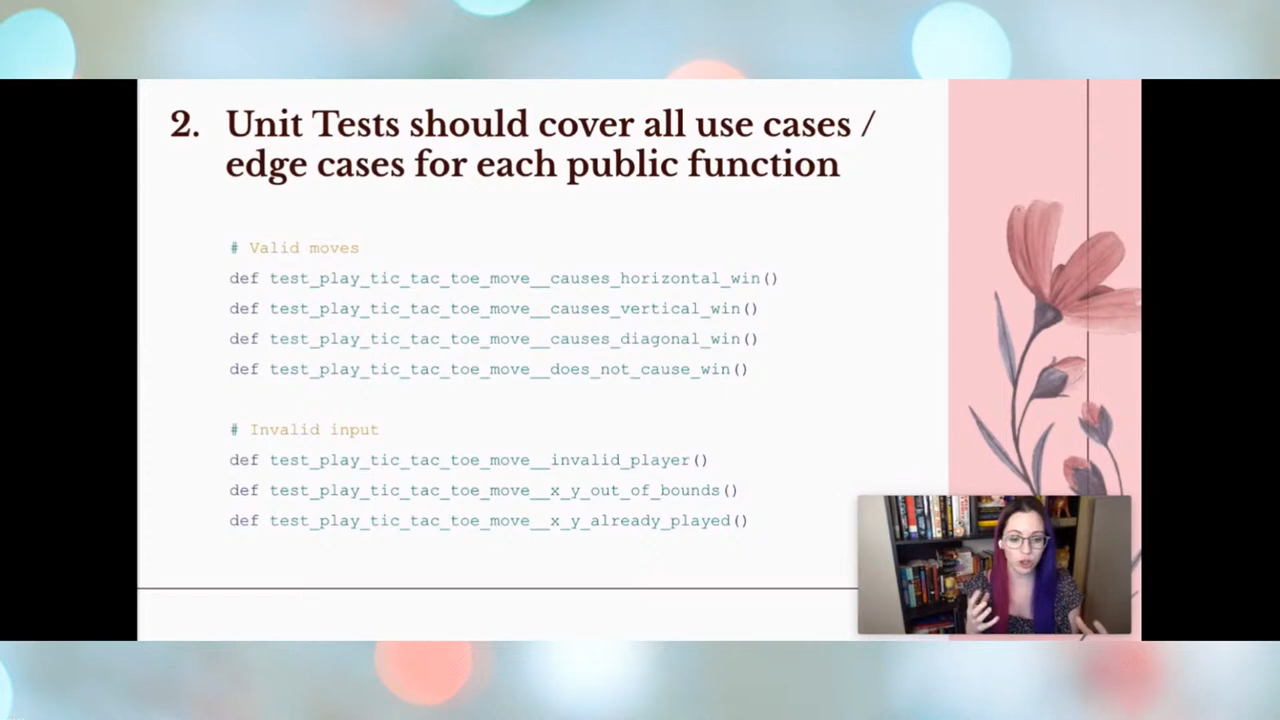 2. Unit Tests should cover all use cases /
edge cases for each public function
# Valid moves
def test_play_tic_tac_toe_move__causes_horizontal_win()
def test_play_tic_tac_toe_move__causes_vertical_win()
def test_play_tic_tac_toe_move__causes_diagonal_win()
def test_play_tic_tac_toe_move__does_not_cause_win()
# Invalid input
def test_play_tic_tac_toe_move__invalid_player()
def test_play_tic_tac_toe_move__x_y_out_of_bounds()
def test_play_tic_tac_toe_move__x_y_already_played()